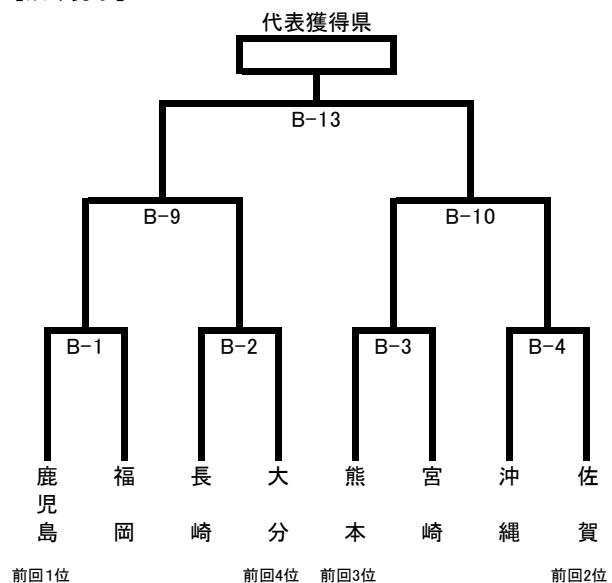 代表獲得県
B-13
B-9 B-10
B-1 B-2 B-3 B-4
鹿児島 福岡 長崎 大分 熊本 宮崎 沖縄 佐賀
前回1位 前回4位 前回3位 前回2位